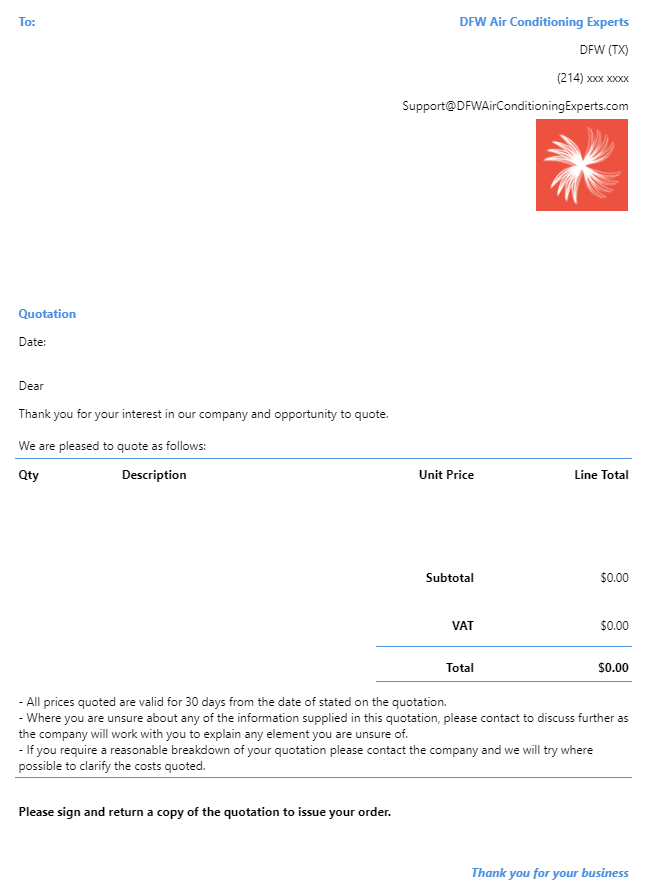 To:
DFW Air Conditioning Experts
DFW (TX)
(214) xxx xxxx
Support@DFWAirConditioningExperts.com
Quotation
Date:
Dear
Thank you for your interest in our company and opportunity to quote.
We are pleased to quote as follows:
Qty Description Unit Price Line Total
Subtotal $0.00
VAT $0.00
Total $0.00
- All prices quoted are valid for 30 days from the date of stated on the quotation.
- Where you are unsure about any of the information supplied in this quotation, please contact to discuss further as
the company will work with you to explain any element you are unsure of.
- If you require a reasonable breakdown of your quotation please contact the company and we will try where
possible to clarify the costs quoted.
Please sign and return a copy of the quotation to issue your order.
Thank you for your business